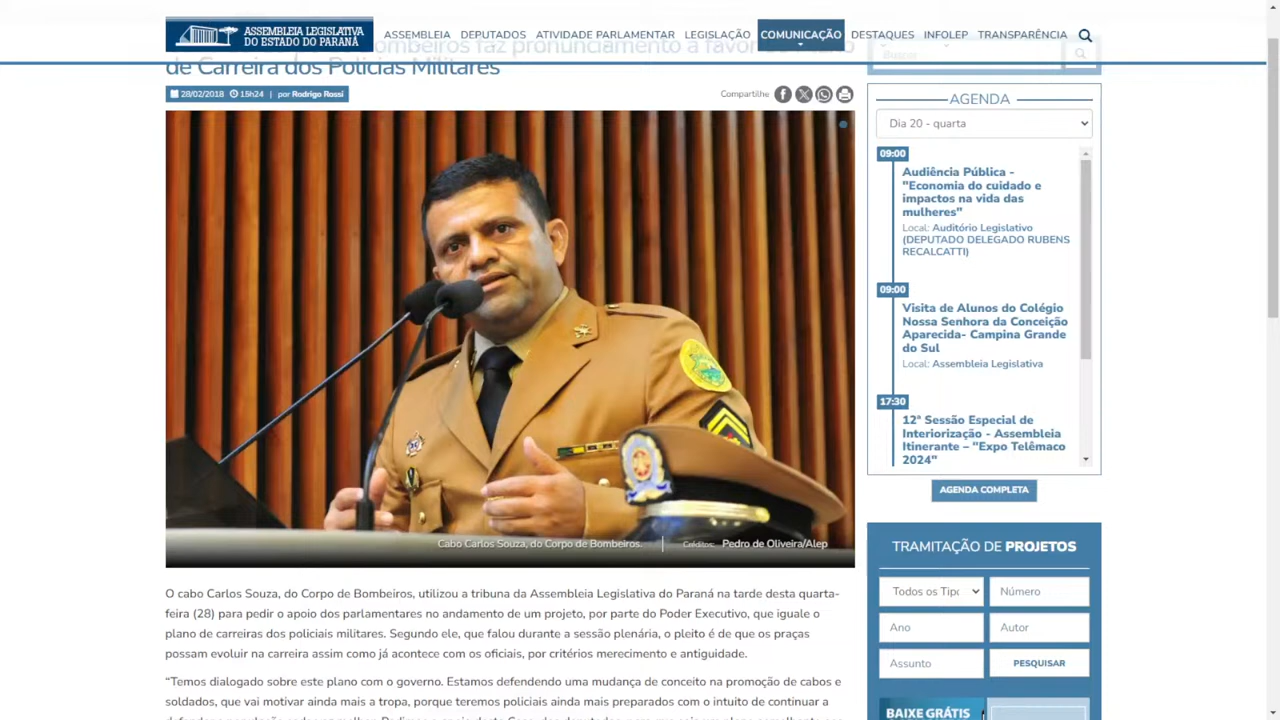 ASSEMBLEIA LEGISLATIVA
DO ESTADO DO PARANÁ
ASSEMBLEIA DEPUTADOS ATIVIDADE PARLAMENTAR LEGISLAÇÃO COMUNICAÇÃO DESTAQUES INFOLEP TRANSPARÊNCIA
ombeiros faz pronunciamento a favor
de Carreira dos Policias Militares
28/02/2018 15h24 | por Rodrigo Rossi
Compartilhe
Cabo Carlos Souza, do Corpo de Bombeiros.
Créditos: Pedro de Oliveira/Alep
O cabo Carlos Souza, do Corpo de Bombeiros, utilizou a tribuna da Assembleia Legislativa do Paraná na tarde desta quarta-
feira (28) para pedir o apoio dos parlamentares no andamento de um projeto, por parte do Poder Executivo, que iguale o
plano de carreiras dos policiais militares. Segundo ele, que falou durante a sessão plenária, o pleito é de que os praças
possam evoluir na carreira assim como já acontece com os oficiais, por critérios merecimento e antiguidade.
“Temos dialogado sobre este plano com o governo. Estamos defendendo uma mudança de conceito na promoção de cabos e
soldados, que vai motivar ainda mais a tropa, porque teremos policiais ainda mais preparados com o intuito de continuar a
Buscar
AGENDA
Dia 20 - quarta
09:00
Audiência Pública -
"Economia do cuidado e
impactos na vida das
mulheres"
Local: Auditório Legislativo
(DEPUTADO DELEGADO RUBENS
RECALCATTI)
09:00
Visita de Alunos do Colégio
Nossa Senhora da Conceição
Aparecida- Campina Grande
do Sul
Local: Assembleia Legislativa
17:30
12ª Sessão Especial de
Interiorização - Assembleia
Itinerante – "Expo Telêmaco
2024"
AGENDA COMPLETA
TRAMITAÇÃO DE PROJETOS
Todos os Tipo
Número
Ano
Autor
Assunto
PESQUISAR
BAIXE GRÁTIS